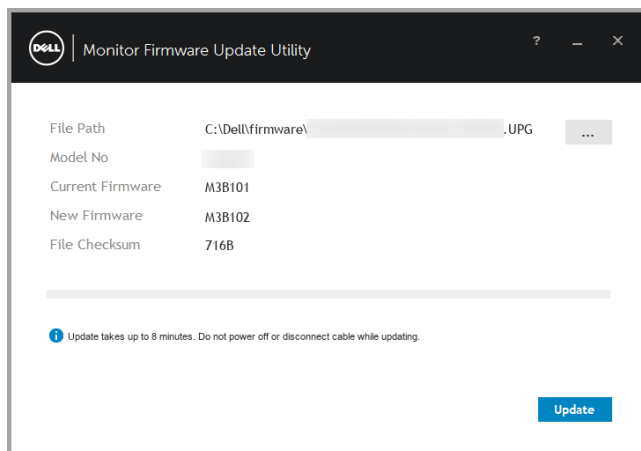 DELL Monitor Firmware Update Utility ?
File Path C:\Dell\firmware\ .UPG ...
Model No
Current Firmware M3B101
New Firmware M3B102
File Checksum 716B
Update takes up to 8 minutes. Do not power off or disconnect cable while updating.
Update